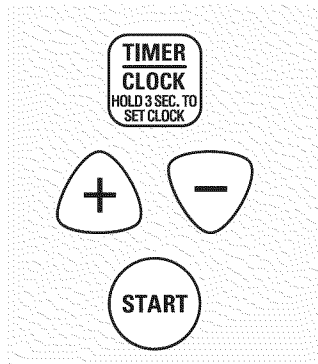 TIMER
CLOCK
HOLD 3 SEC. TO
SET CLOCK
+ −
START